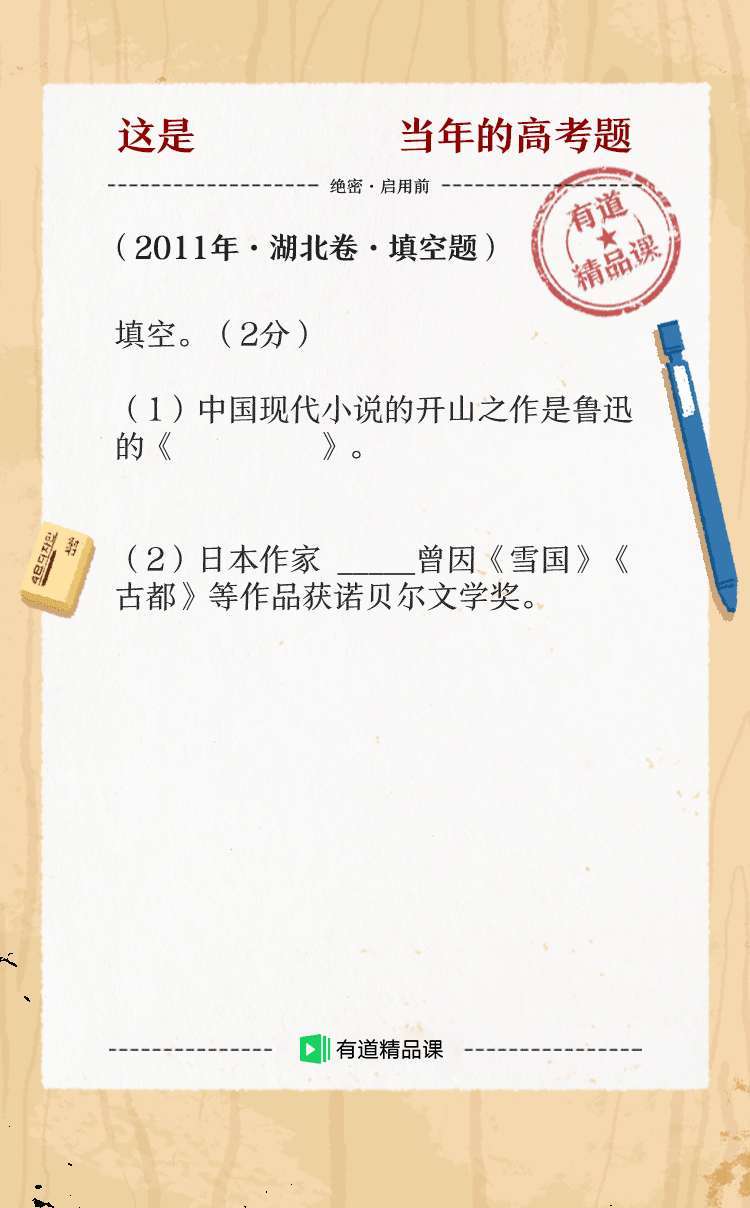 这是 当年的高考题
绝密·启用前
有道
精品课
（2011年·湖北卷·填空题）
填空。（2分）
（1）中国现代小说的开山之作是鲁迅
的《 》。
（2）日本作家 _____曾因《雪国》《
古都》等作品获诺贝尔文学奖。
有道精品课